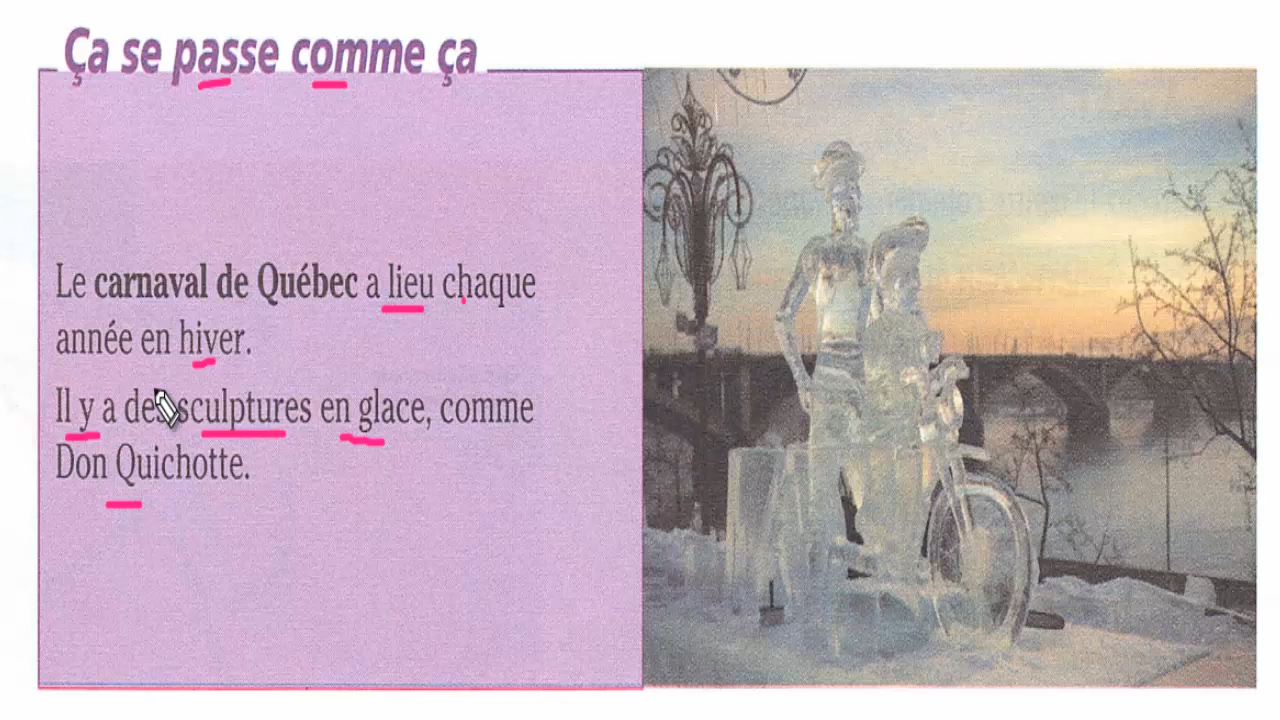 Ça se passe comme ça
Le carnaval de Québec a lieu chaque
année en hiver.
Il y a des sculptures en glace, comme
Don Quichotte.